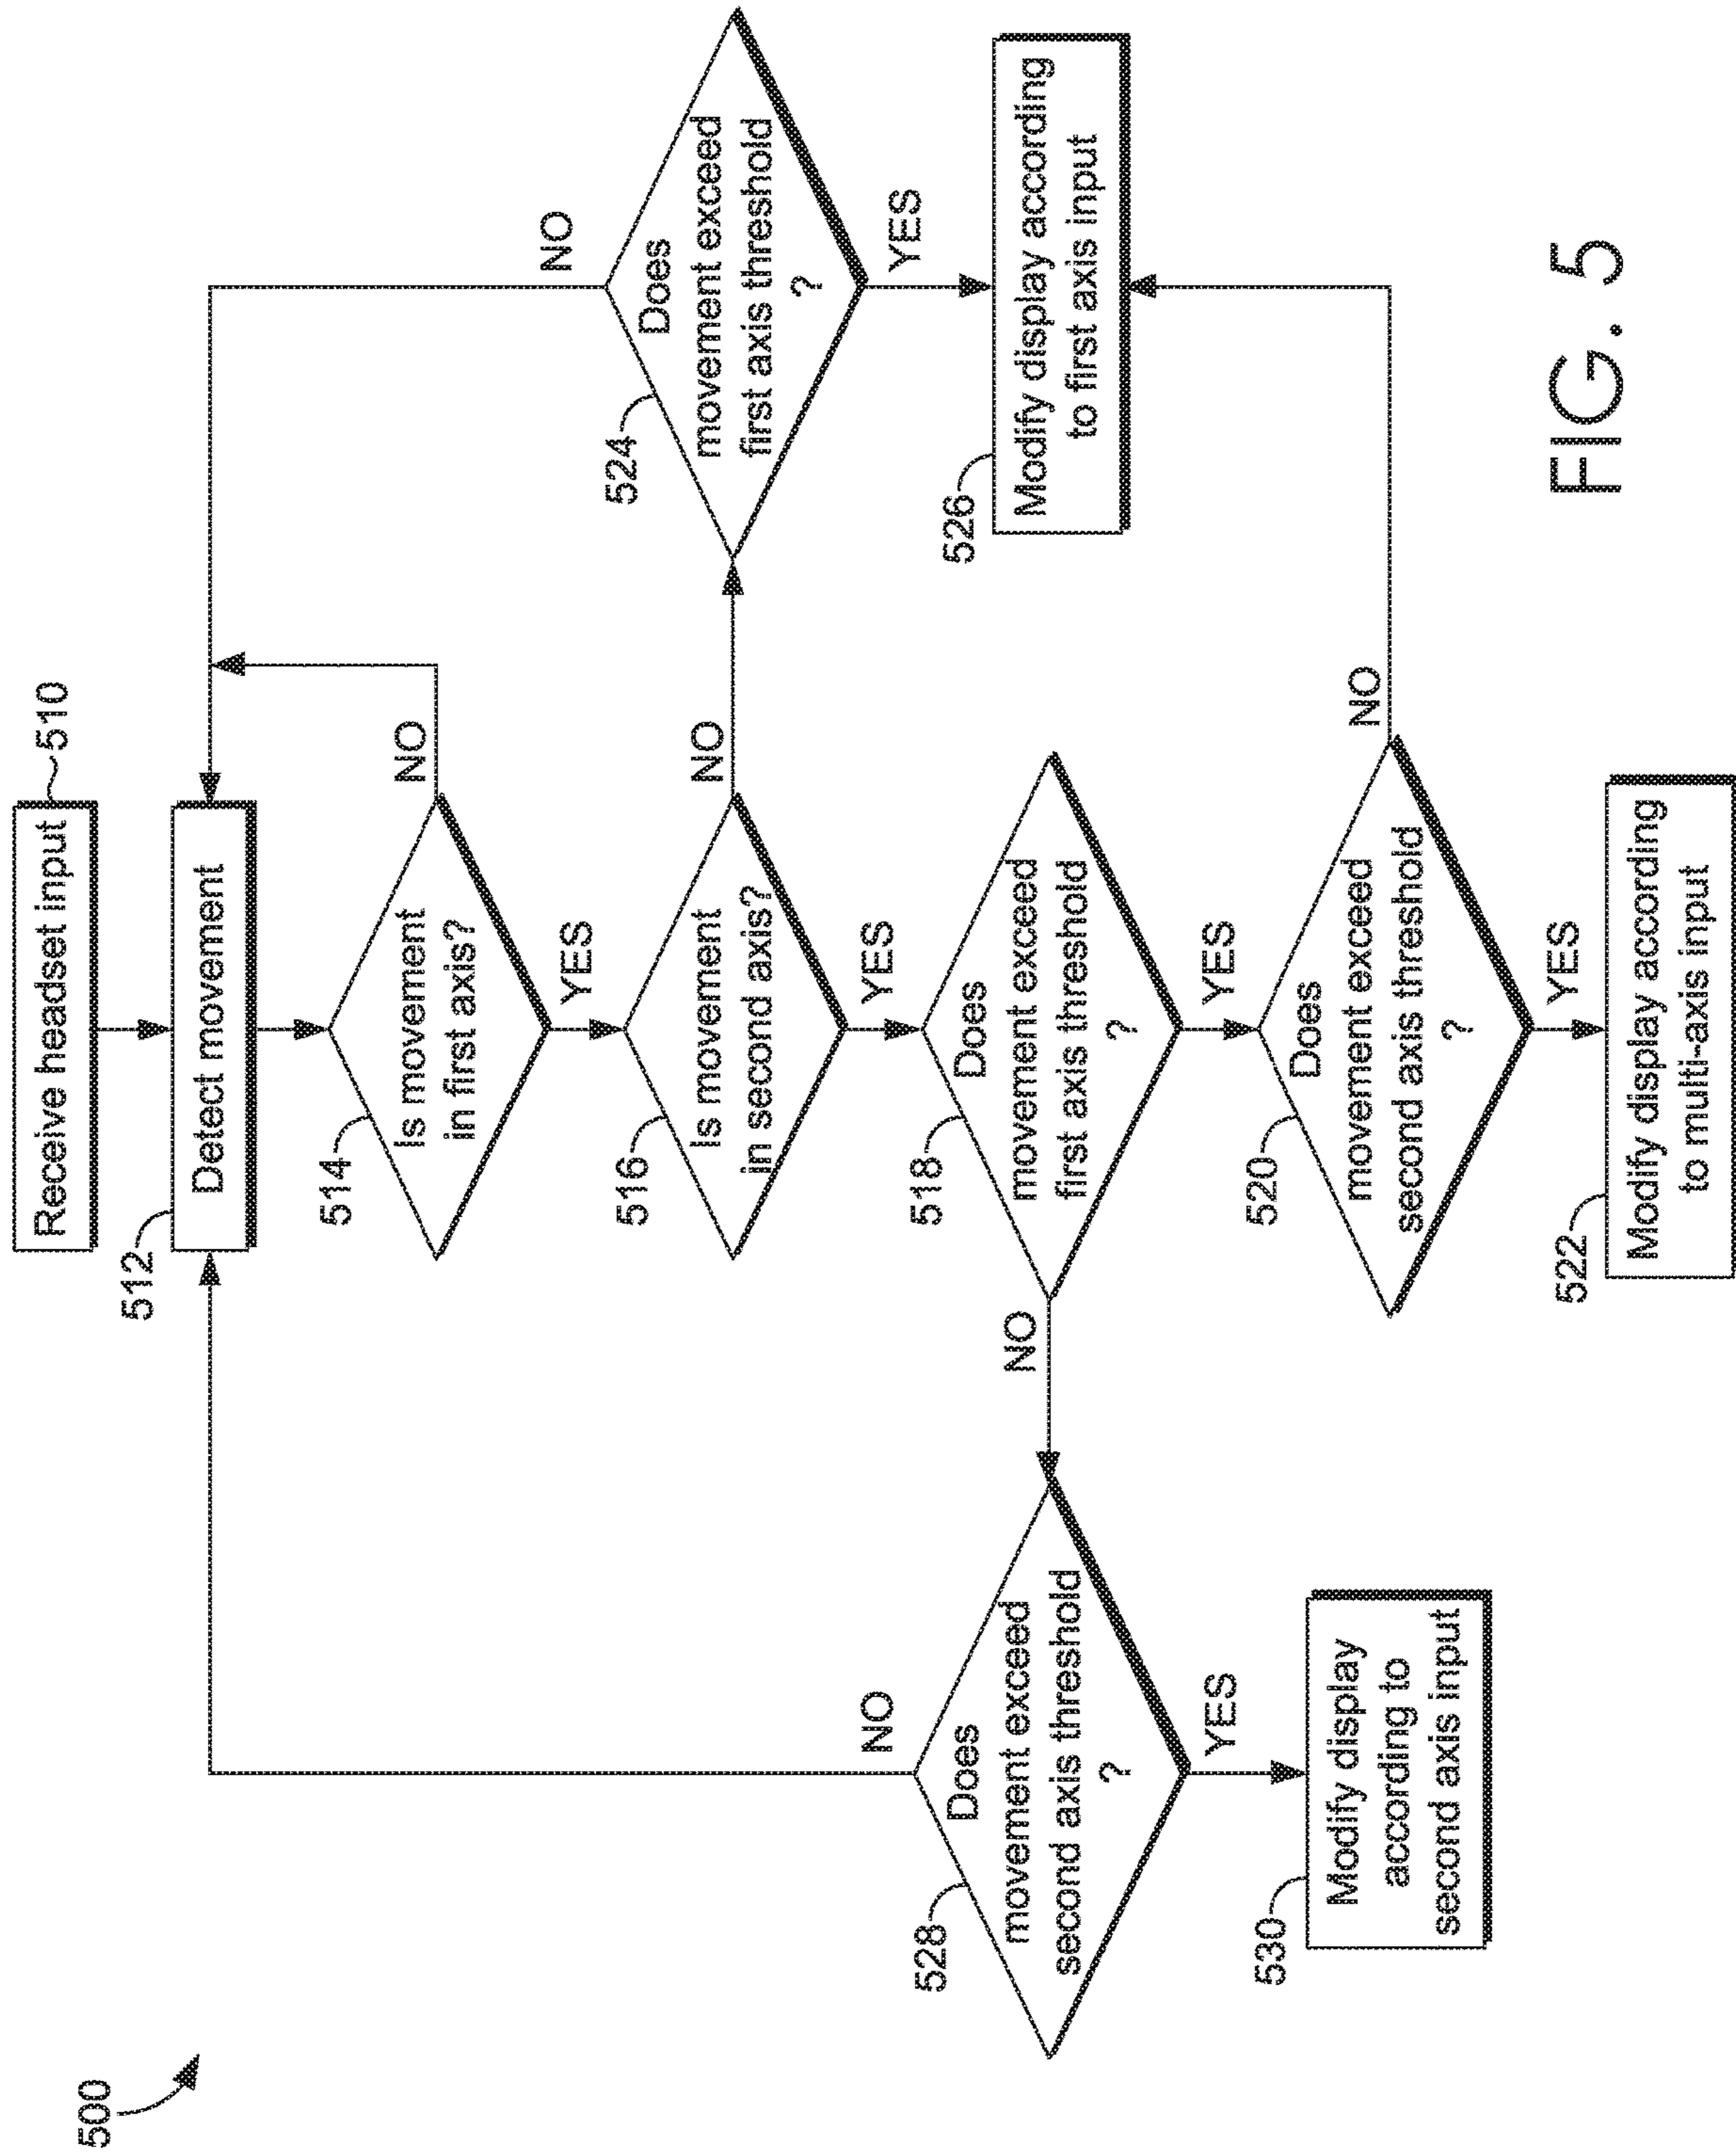 500
Receive headset input
510
512
Detect movement
514
Is movement
in first axis?
NO
YES
516
Is movement
in second axis?
NO
YES
524
Does
movement exceed
first axis threshold
?
NO
YES
526
Modify display according
to first axis input
518
Does
movement exceed
first axis threshold
?
NO
YES
528
Does
movement exceed
second axis threshold
?
NO
YES
530
Modify display
according to
second axis input
520
Does
movement exceed
second axis threshold
?
NO
YES
522
Modify display according
to multi-axis input
FIG. 5